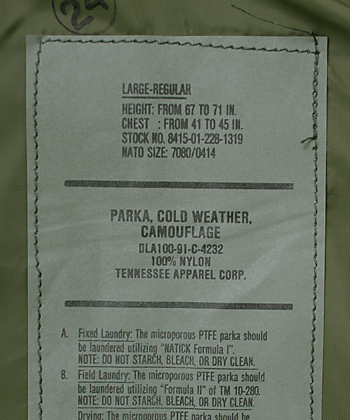 24
LARGE-REGULAR
HEIGHT: FROM 67 TO 71 IN.
CHEST : FROM 41 TO 45 IN.
STOCK NO. 8415-01-228-1319
NATO SIZE: 7080/0414
PARKA, COLD WEATHER,
CAMOUFLAGE
DLA100-91-C-4232
100% NYLON
TENNESSEE APPAREL CORP.
A. Fixed Laundry: The microporous PTFE parka should
be laundered utilizing "NATICK Formula I".
NOTE: DO NOT STARCH, BLEACH, OR DRY CLEAN.
B. Field Laundry: The microporous PTFE parka should
be laundered utilizing "Formula II" of TM 10-280.
NOTE: DO NOT STARCH, BLEACH, OR DRY CLEAN.
Drying: The microporous PTFE parka should be